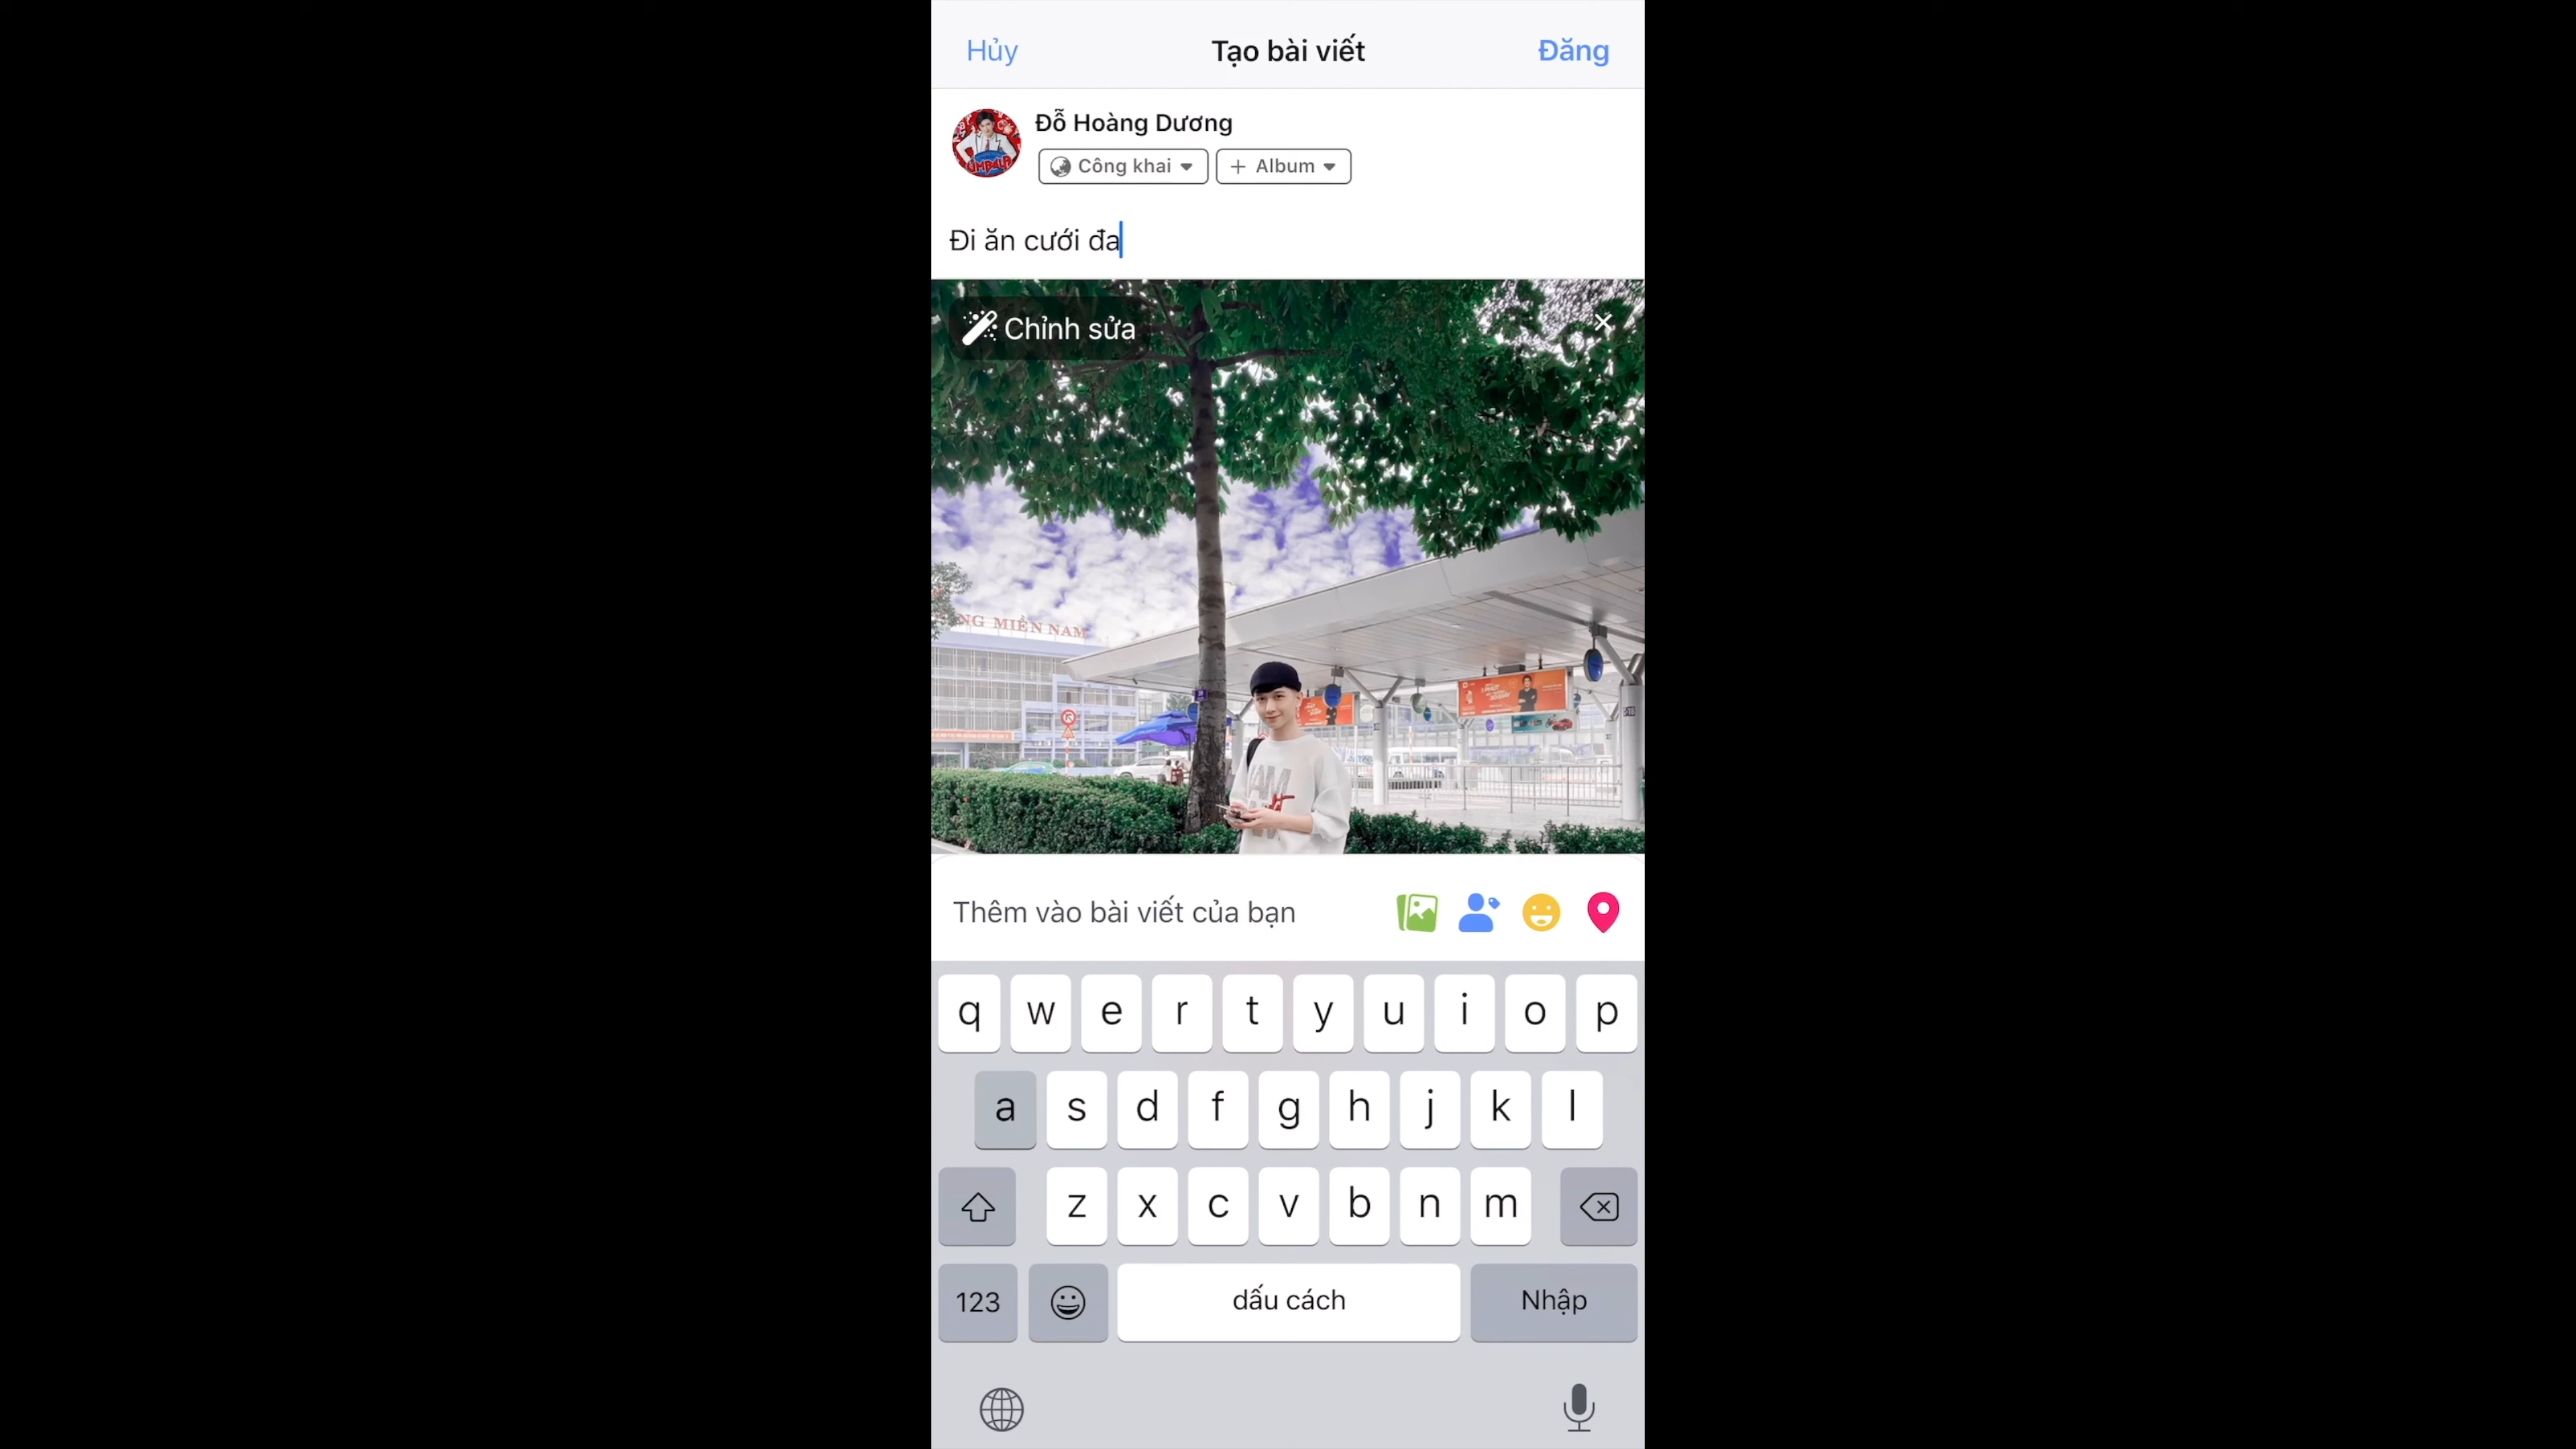 Hủy
Tạo bài viết
Đăng
Đỗ Hoàng Dương
Công khai
+ Album
Đi ăn cưới đa
Chỉnh sửa
NG MIỀN NAM
Thêm vào bài viết của bạn
q w e r t y u i o p
a s d f g h j k l
z x c v b n m
123
dấu cách
Nhập